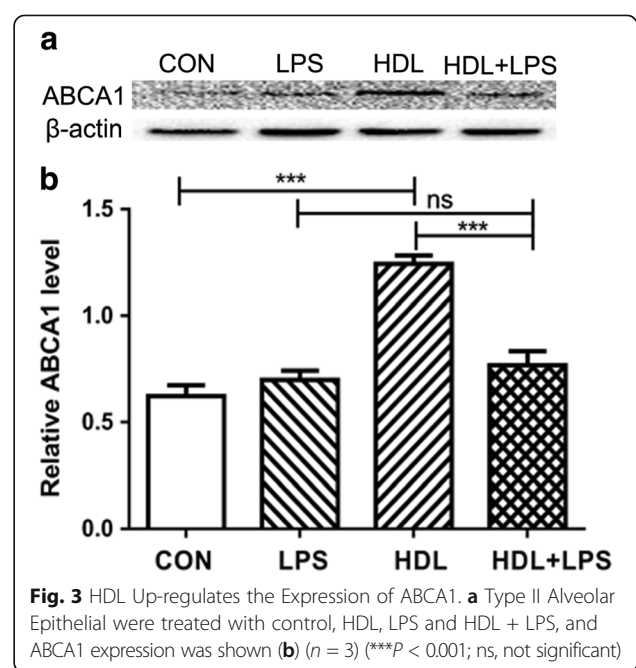 a
CON LPS HDL HDL+LPS
ABCA1
β-actin
b
***
ns
***
1.5
1.0
0.5
0.0
Relative ABCA1 level
CON LPS HDL HDL+LPS
Fig. 3 HDL Up-regulates the Expression of ABCA1. a Type II Alveolar
Epithelial were treated with control, HDL, LPS and HDL + LPS, and
ABCA1 expression was shown (b) (n = 3) (***P < 0.001; ns, not significant)